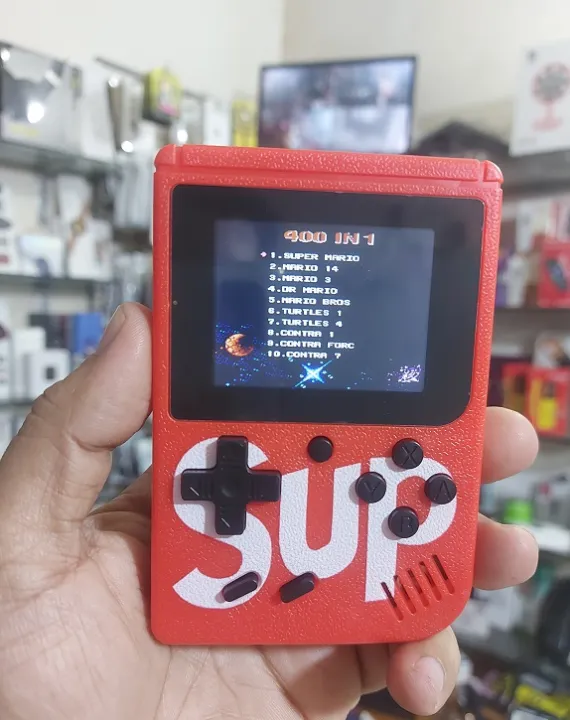 400 IN 1
1.SUPER MARIO
2.MARIO 14
3.MARIO 3
4.DR MARIO
5.MARIO BROS
6.TURTLES 1
7.TURTLES 4
8.CONTRA 1
9.CONTRA FORC
10.CONTRA 7
X
Y A
B
Sup